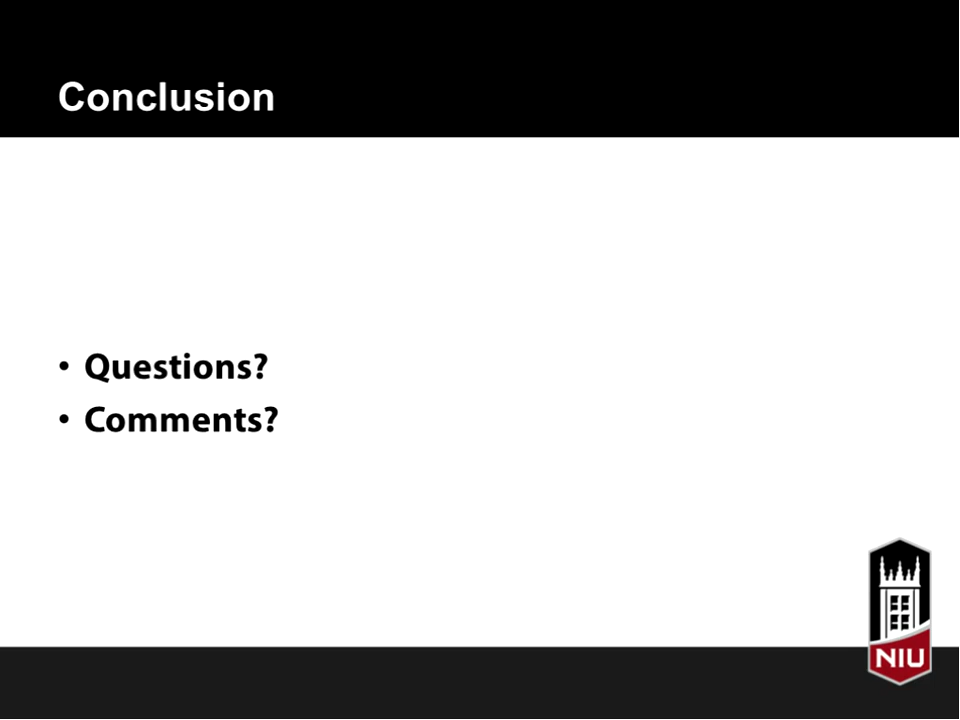 Conclusion
• Questions?
• Comments?
NIU